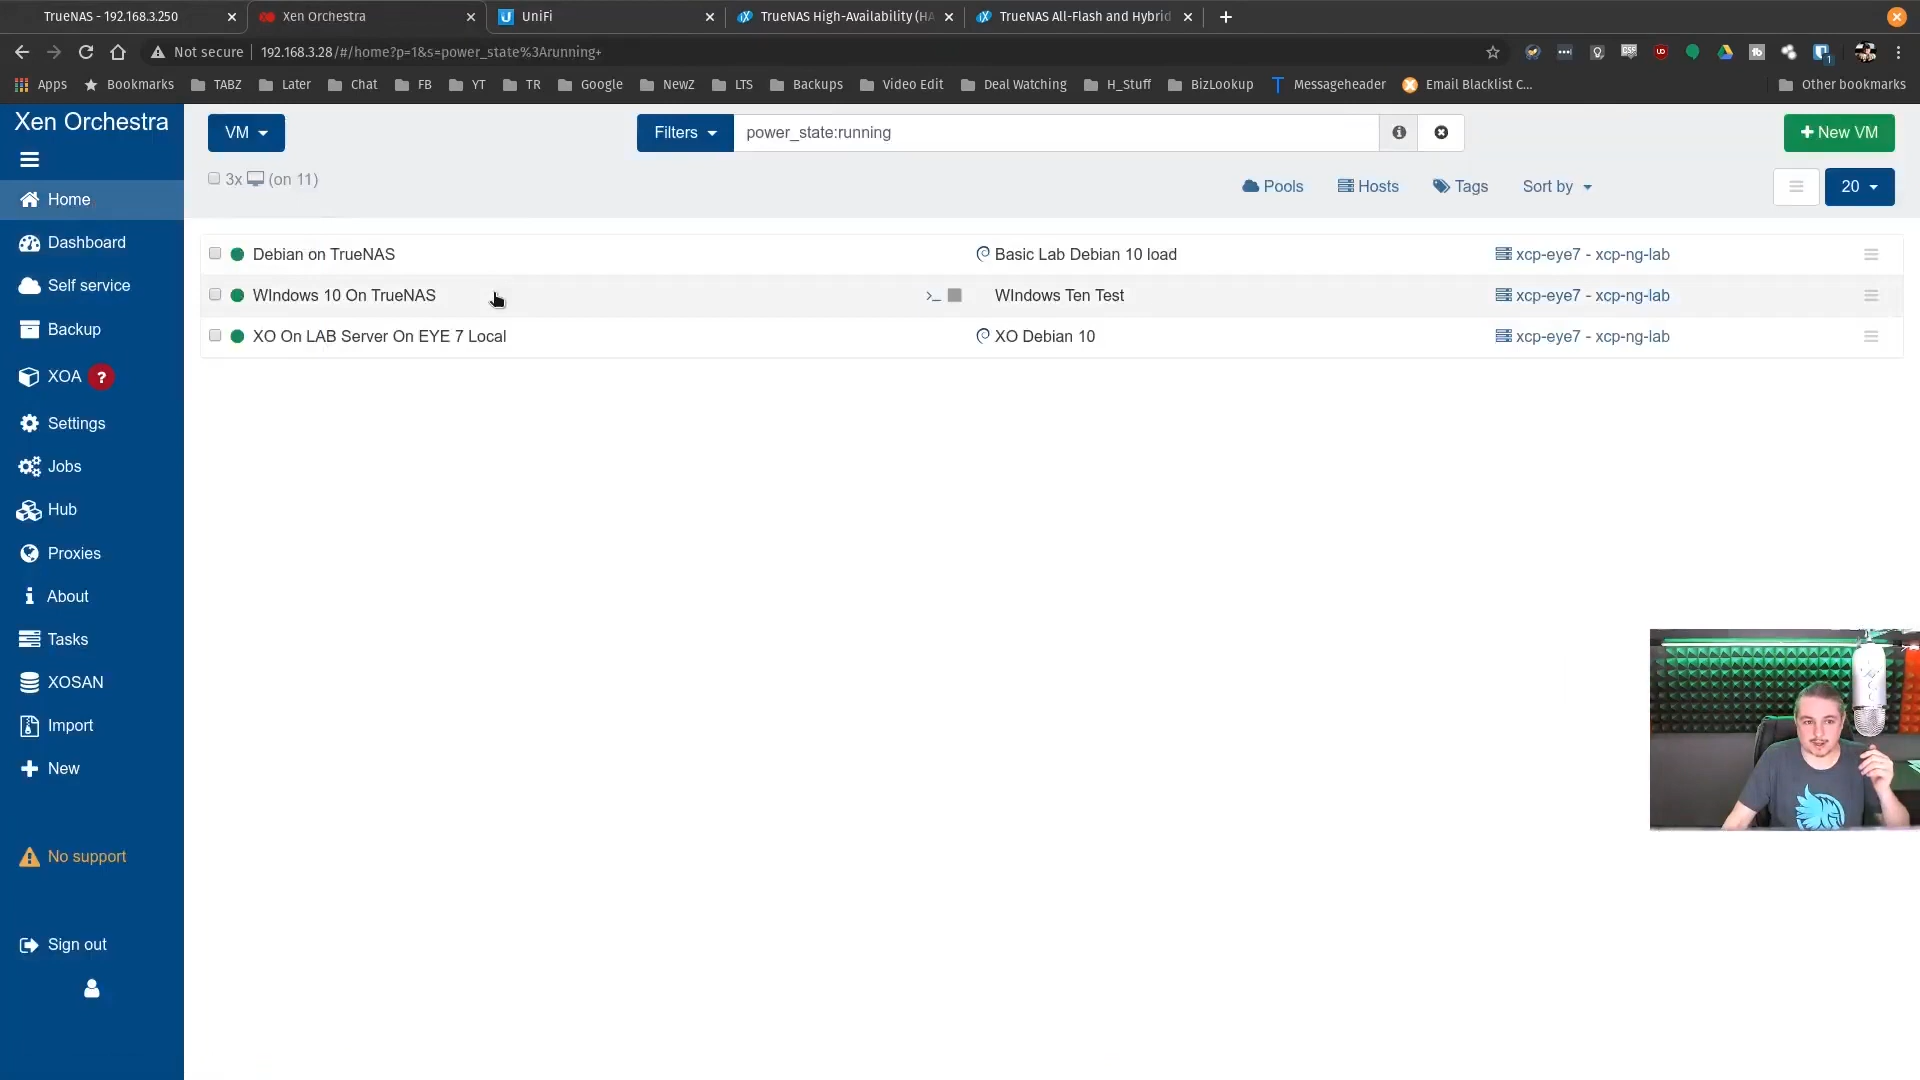 TrueNAS - 192.168.3.250
Xen Orchestra
UniFi
TrueNAS High-Availability (HA
TrueNAS All-Flash and Hybrid
Not secure
192.168.3.28/#/home?p=1&s=power_state%3Arunning+
Apps
Bookmarks
TABZ
Later
Chat
FB
YT
TR
Google
NewZ
LTS
Backups
Video Edit
Deal Watching
H_Stuff
BizLookup
Messageheader
Email Blacklist C...
Other bookmarks
Xen Orchestra
Home
Dashboard
Self service
Backup
XOA ?
Settings
Jobs
Hub
Proxies
About
Tasks
XOSAN
Import
New
No support
Sign out
VM
Filters
power_state:running
New VM
3x (on 11)
Pools
Hosts
Tags
Sort by
20
Debian on TrueNAS
Basic Lab Debian 10 load
xcp-eye7 - xcp-ng-lab
WIndows 10 On TrueNAS
WIndows Ten Test
xcp-eye7 - xcp-ng-lab
XO On LAB Server On EYE 7 Local
XO Debian 10
xcp-eye7 - xcp-ng-lab